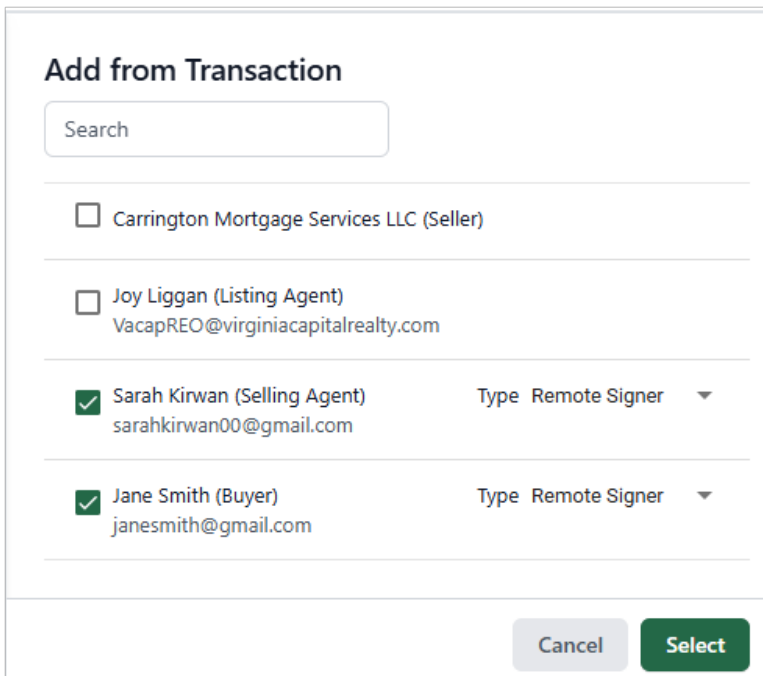 Add from Transaction
Search
Carrington Mortgage Services LLC (Seller)
Joy Liggan (Listing Agent)
VacapREO@virginiacapitalrealty.com
Sarah Kirwan (Selling Agent) Type Remote Signer
sarahkirwan00@gmail.com
Jane Smith (Buyer) Type Remote Signer
janesmith@gmail.com
Cancel Select